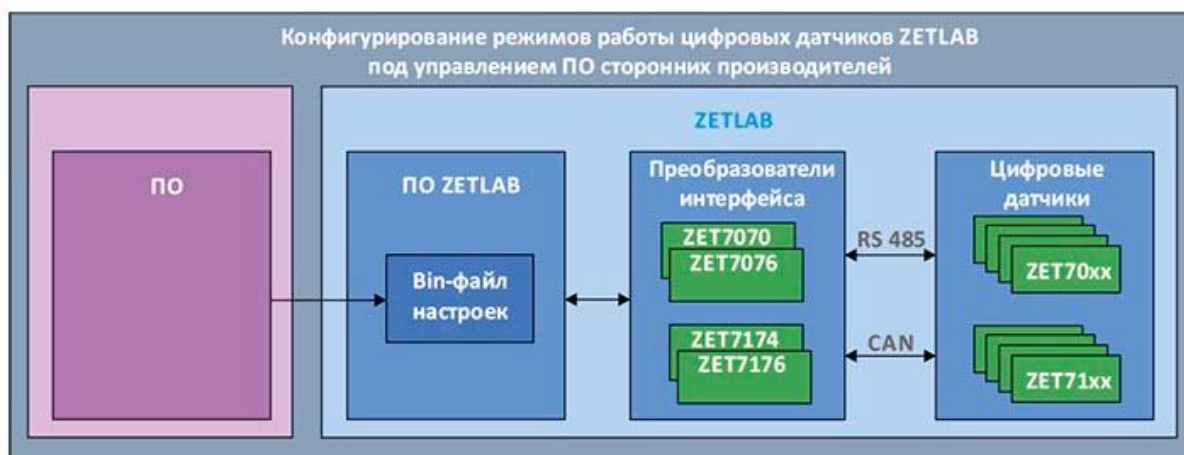 Конфигурирование режимов работы цифровых датчиков ZETLAB
под управлением ПО сторонних производителей
ZETLAB
ПО
ПО ZETLAB
Bin-файл
настроек
Преобразователи
интерфейса
ZET7070
ZET7076
ZET7174
ZET7176
RS 485
CAN
Цифровые
датчики
ZET70xx
ZET71xx